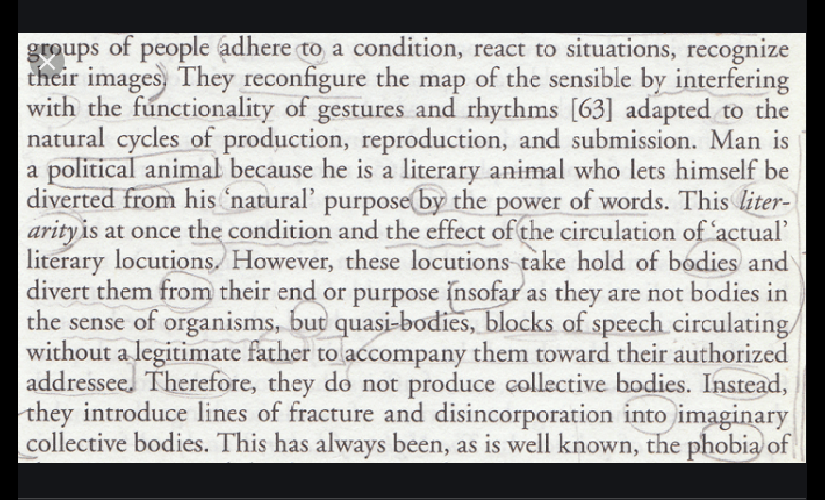 groups of people adhere to a condition, react to situations, recognize
their images. They reconfigure the map of the sensible by interfering
with the functionality of gestures and rhythms [63] adapted to the
natural cycles of production, reproduction, and submission. Man is
a political animal because he is a literary animal who lets himself be
diverted from his ‘natural’ purpose by the power of words. This liter-
arity is at once the condition and the effect of the circulation of ‘actual’
literary locutions. However, these locutions take hold of bodies and
divert them from their end or purpose insofar as they are not bodies in
the sense of organisms, but quasi-bodies, blocks of speech circulating
without a legitimate father to accompany them toward their authorized
addressee. Therefore, they do not produce collective bodies. Instead,
they introduce lines of fracture and disincorporation into imaginary
collective bodies. This has always been, as is well known, the phobia of